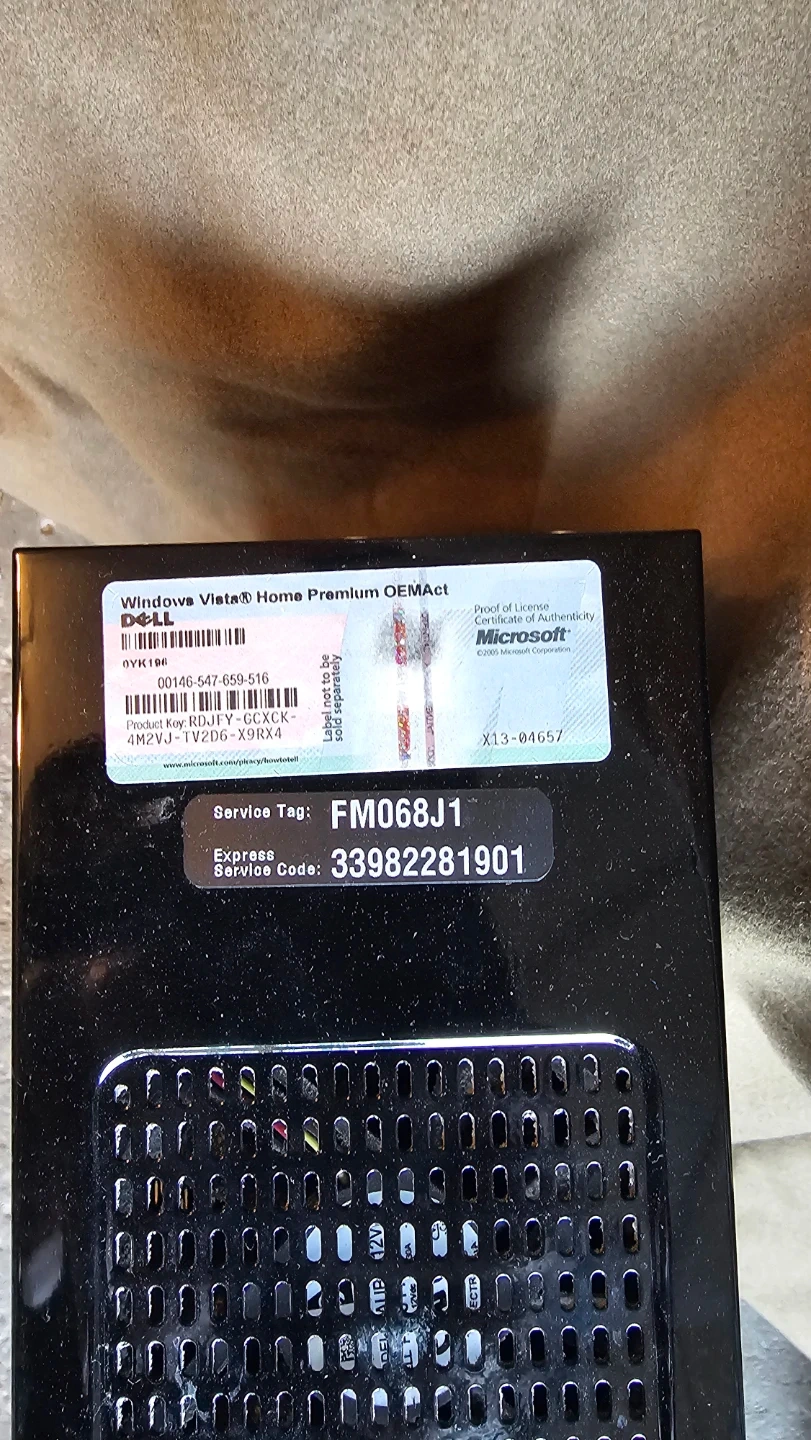 Windows Vista® Home Premium OEMAct
DELL
0YK196
00146-547-659-516
Product Key: RDJFY-GCXCK-
4M2VJ-TV2D6-X9RX4
www.microsoft.com/piracy/howtotell
Label not to be
sold separately
Proof of License
Certificate of Authenticity
Microsoft®
©2005 Microsoft Corporation
X13-04657
Service Tag: FM068J1
Express
Service Code: 33982281901
12V
ECTR